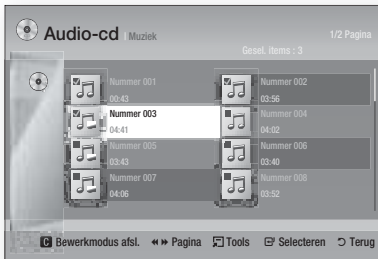 Audio-cd | Muziek
1/2 Pagina
Gesel. items : 3
Nummer 001
00:43
Nummer 002
03:56
Nummer 003
04:41
Nummer 004
04:02
Nummer 005
03:43
Nummer 006
03:40
Nummer 007
04:06
Nummer 008
03:52
C Bewerkmodus afsl. Pagina Tools Selecteren Terug